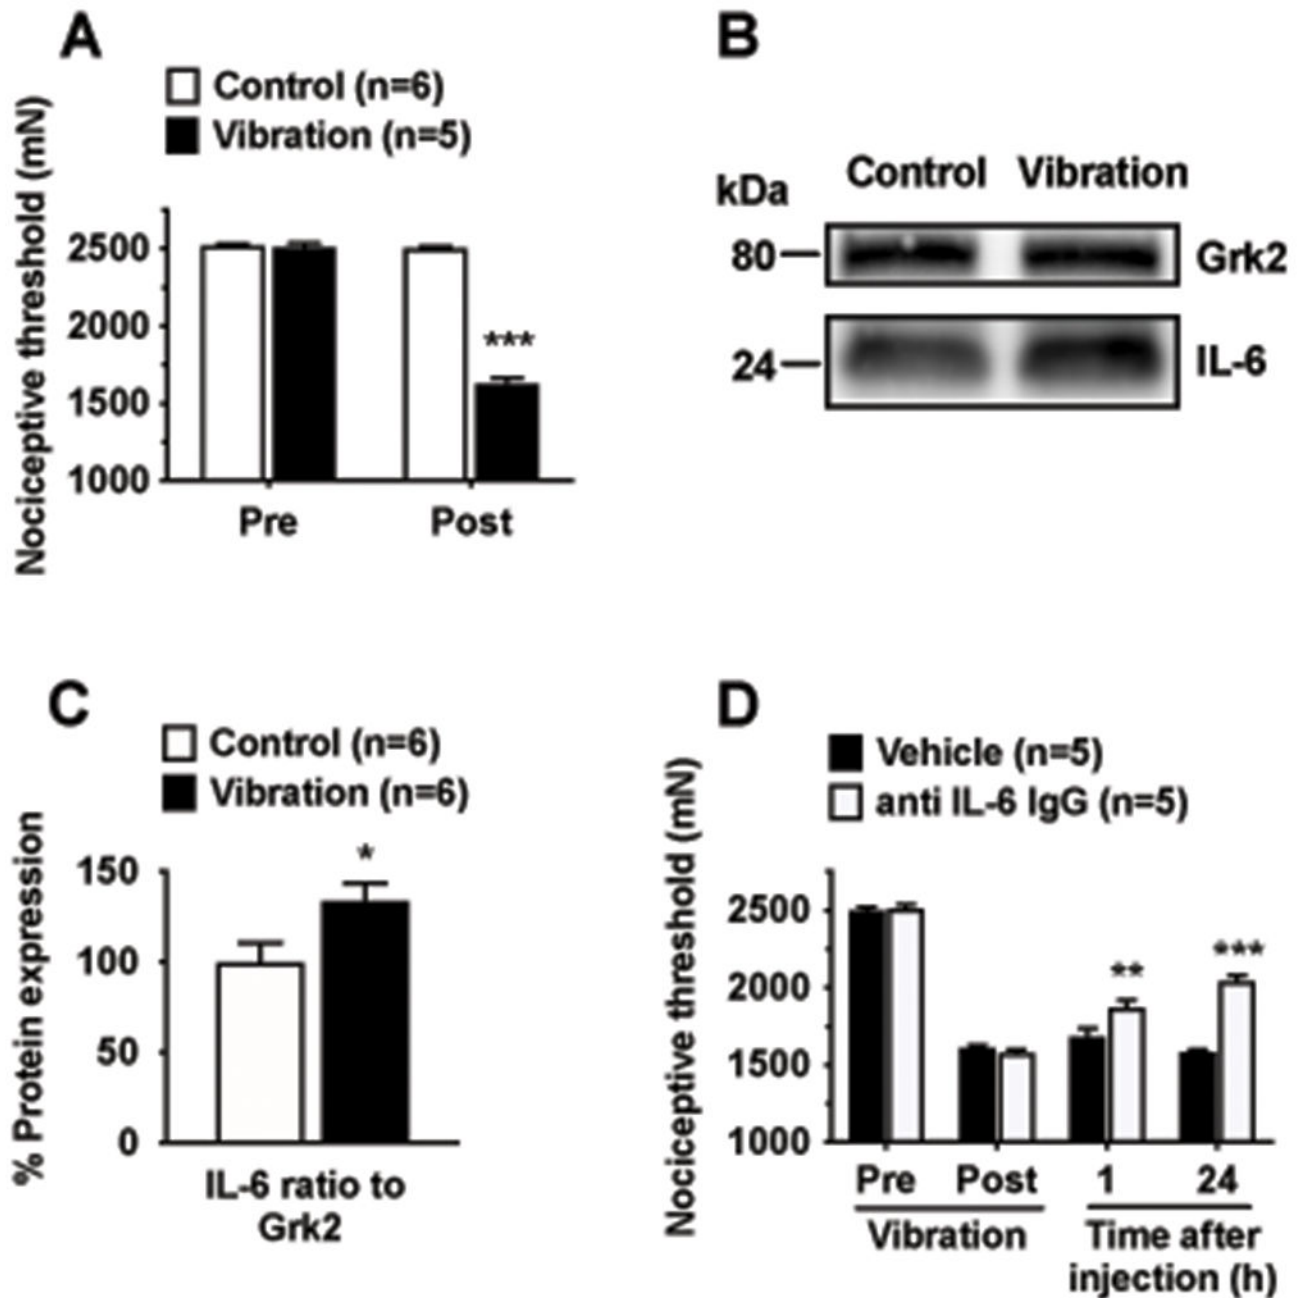 A
Control (n=6)
Vibration (n=5)
Nociceptive threshold (mN)
2500
2000
1500
1000
***
Pre Post
B
kDa Control Vibration
80 Grk2
24 IL-6
C
Control (n=6)
Vibration (n=6)
% Protein expression
150
100
50
0
*
IL-6 ratio to
Grk2
D
Vehicle (n=5)
anti IL-6 IgG (n=5)
Nociceptive threshold (mN)
2500
2000
1500
1000
**
***
Pre Post 1 24
Vibration Time after
injection (h)